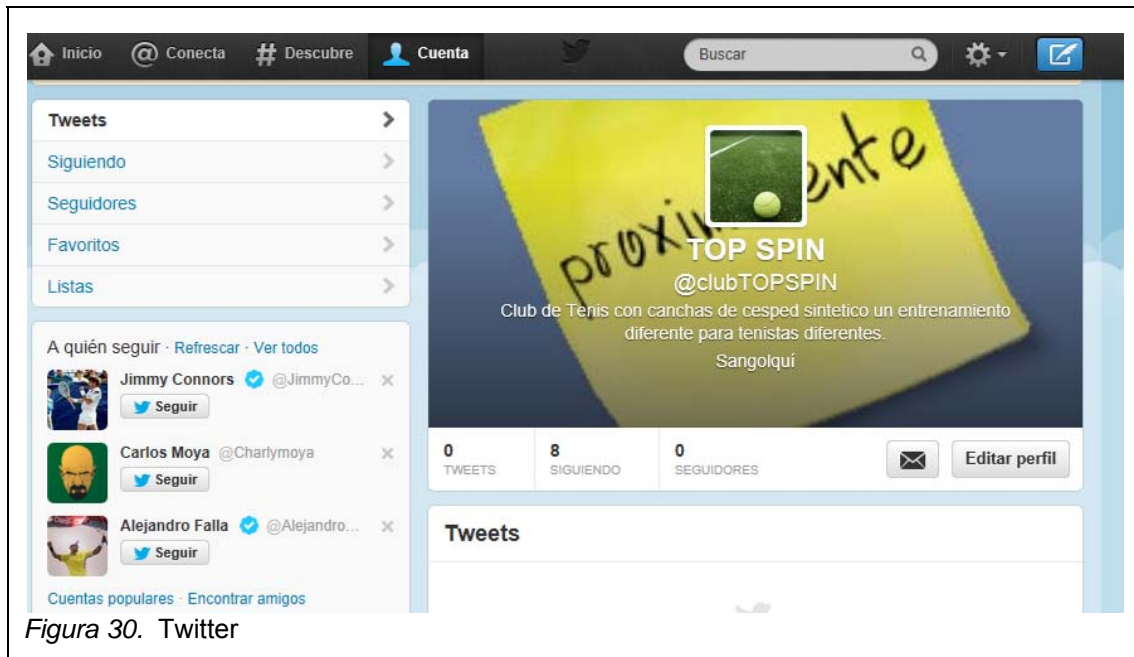 Inicio @ Conecta # Descubre Cuenta Buscar
Tweets
Siguiendo
Seguidores
Favoritos
Listas
A quién seguir · Refrescar · Ver todos
Jimmy Connors @JimmyCo...
Seguir
Carlos Moya @Charlymoya
Seguir
Alejandro Falla @Alejandro...
Seguir
Cuentas populares · Encontrar amigos
TOP SPIN
@clubTOPSPIN
Club de Tenis con canchas de cesped sintetico un entrenamiento
diferente para tenistas diferentes.
Sangolquí
0 8 0
TWEETS SIGUIENDO SEGUIDORES Editar perfil
Tweets
Figura 30. Twitter